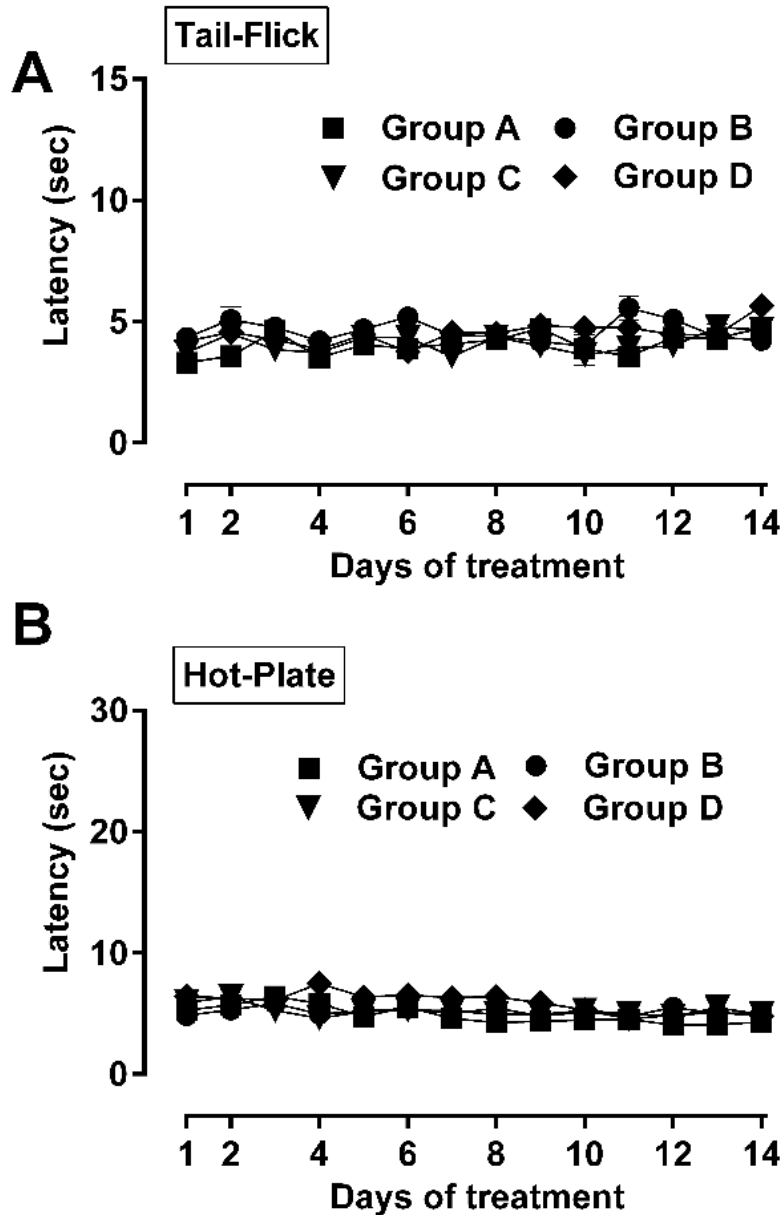 A
Tail-Flick
15
10
5
0
Latency (sec)
Group A Group B
Group C Group D
1 2 4 6 8 10 12 14
Days of treatment
B
Hot-Plate
30
20
10
0
Latency (sec)
Group A Group B
Group C Group D
1 2 4 6 8 10 12 14
Days of treatment